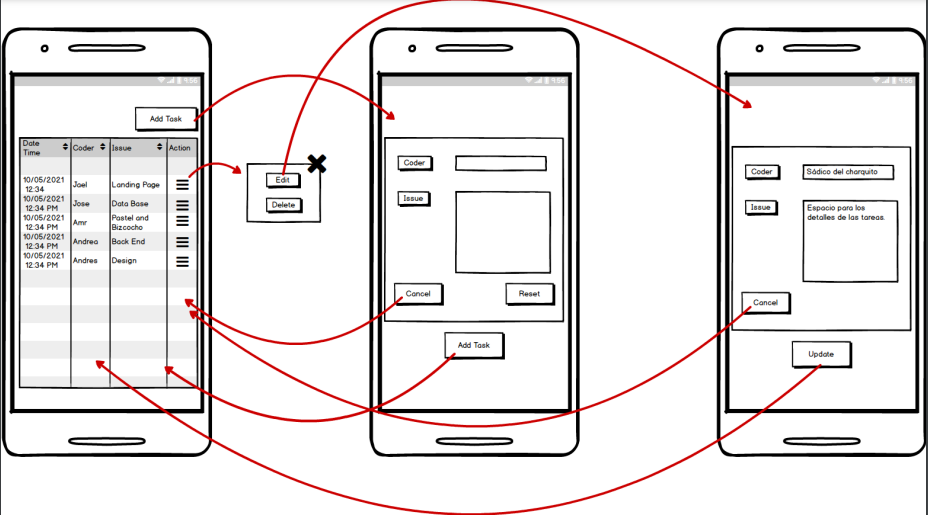 Add Task
Date
Time
Coder
Issue
Action
10/05/2021
12:34
Joel
Landing Page
10/05/2021
12:34 PM
Jose
Data Base
10/05/2021
12:34 PM
Amr
Pastel and
Bizcocho
10/05/2021
12:34 PM
Andrea
Back End
10/05/2021
12:34 PM
Andres
Design
Edit
Delete
Coder
Issue
Cancel
Reset
Add Task
Coder
Sádico del charquito
Issue
Espacio para los
detalles de las tareas.
Cancel
Update